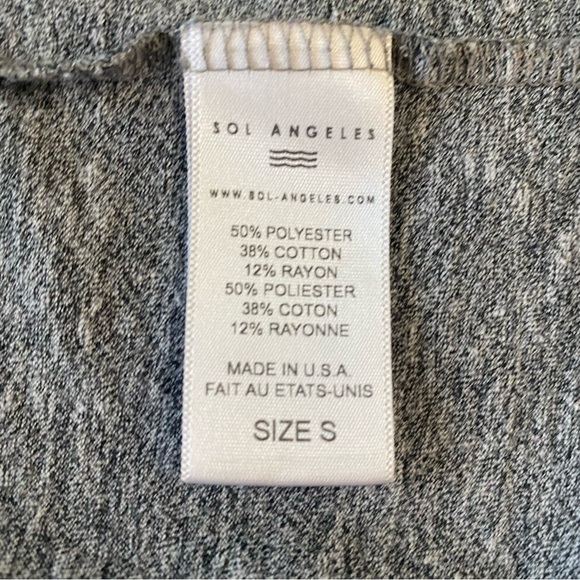 SOL ANGELES
WWW.SOL-ANGELES.COM
50% POLYESTER
38% COTTON
12% RAYON
50% POLIESTER
38% COTON
12% RAYONNE
MADE IN U.S.A.
FAIT AU ETATS-UNIS
SIZE S